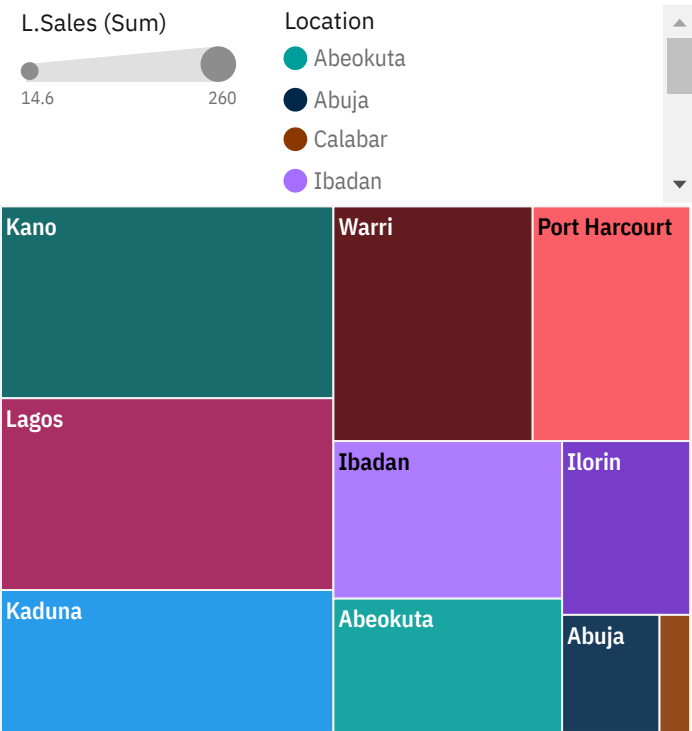 L.Sales (Sum)
14.6
260
Location
Abeokuta
Abuja
Calabar
Ibadan
Kano
Warri
Port Harcourt
Lagos
Ibadan
Ilorin
Kaduna
Abeokuta
Abuja